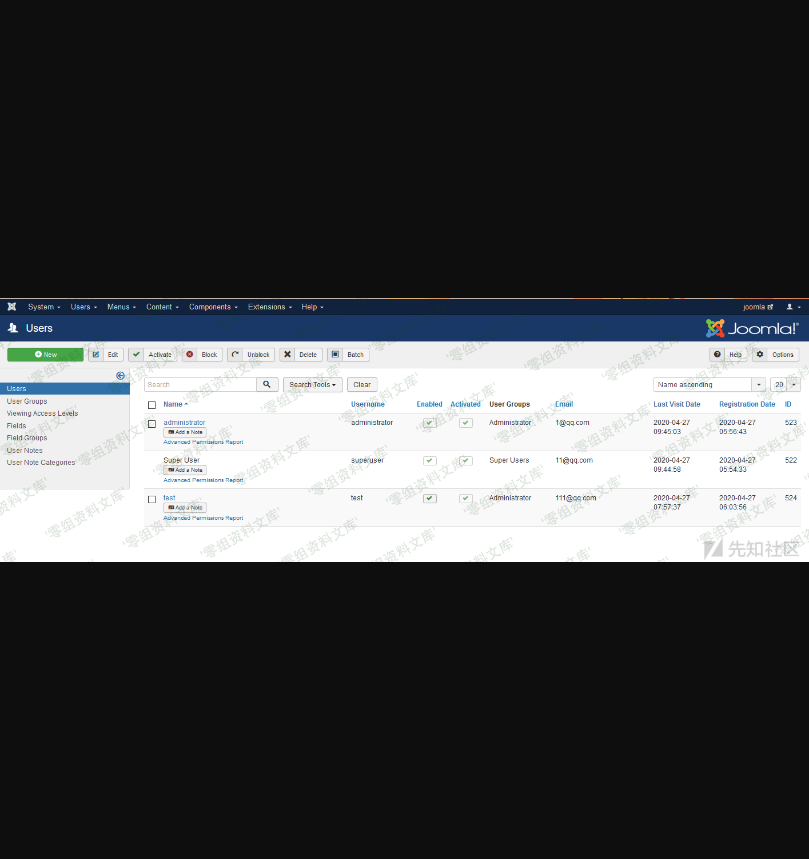 System Users Menus Content Components Extensions Help joomla
Users Joomla!®
New Edit Activate Block Unblock Delete Batch Help Options
Users
User Groups
Viewing Access Levels
Fields
Field Groups
User Notes
User Note Categories
Search Search Tools Clear Name ascending 20
Name Username Enabled Activated User Groups Email Last Visit Date Registration Date ID
administrator administrator Administrator 1@qq.com 2020-04-27 2020-04-27 523
Add a Note 09:45:03 05:56:43
Advanced Permissions Report
Super User superuser Super Users 11@qq.com 2020-04-27 2020-04-27 522
Add a Note 09:44:58 05:54:33
Advanced Permissions Report
test test Administrator 111@qq.com 2020-04-27 2020-04-27 524
Add a Note 07:57:37 06:03:56
Advanced Permissions Report
'零组资料文库'
先知社区